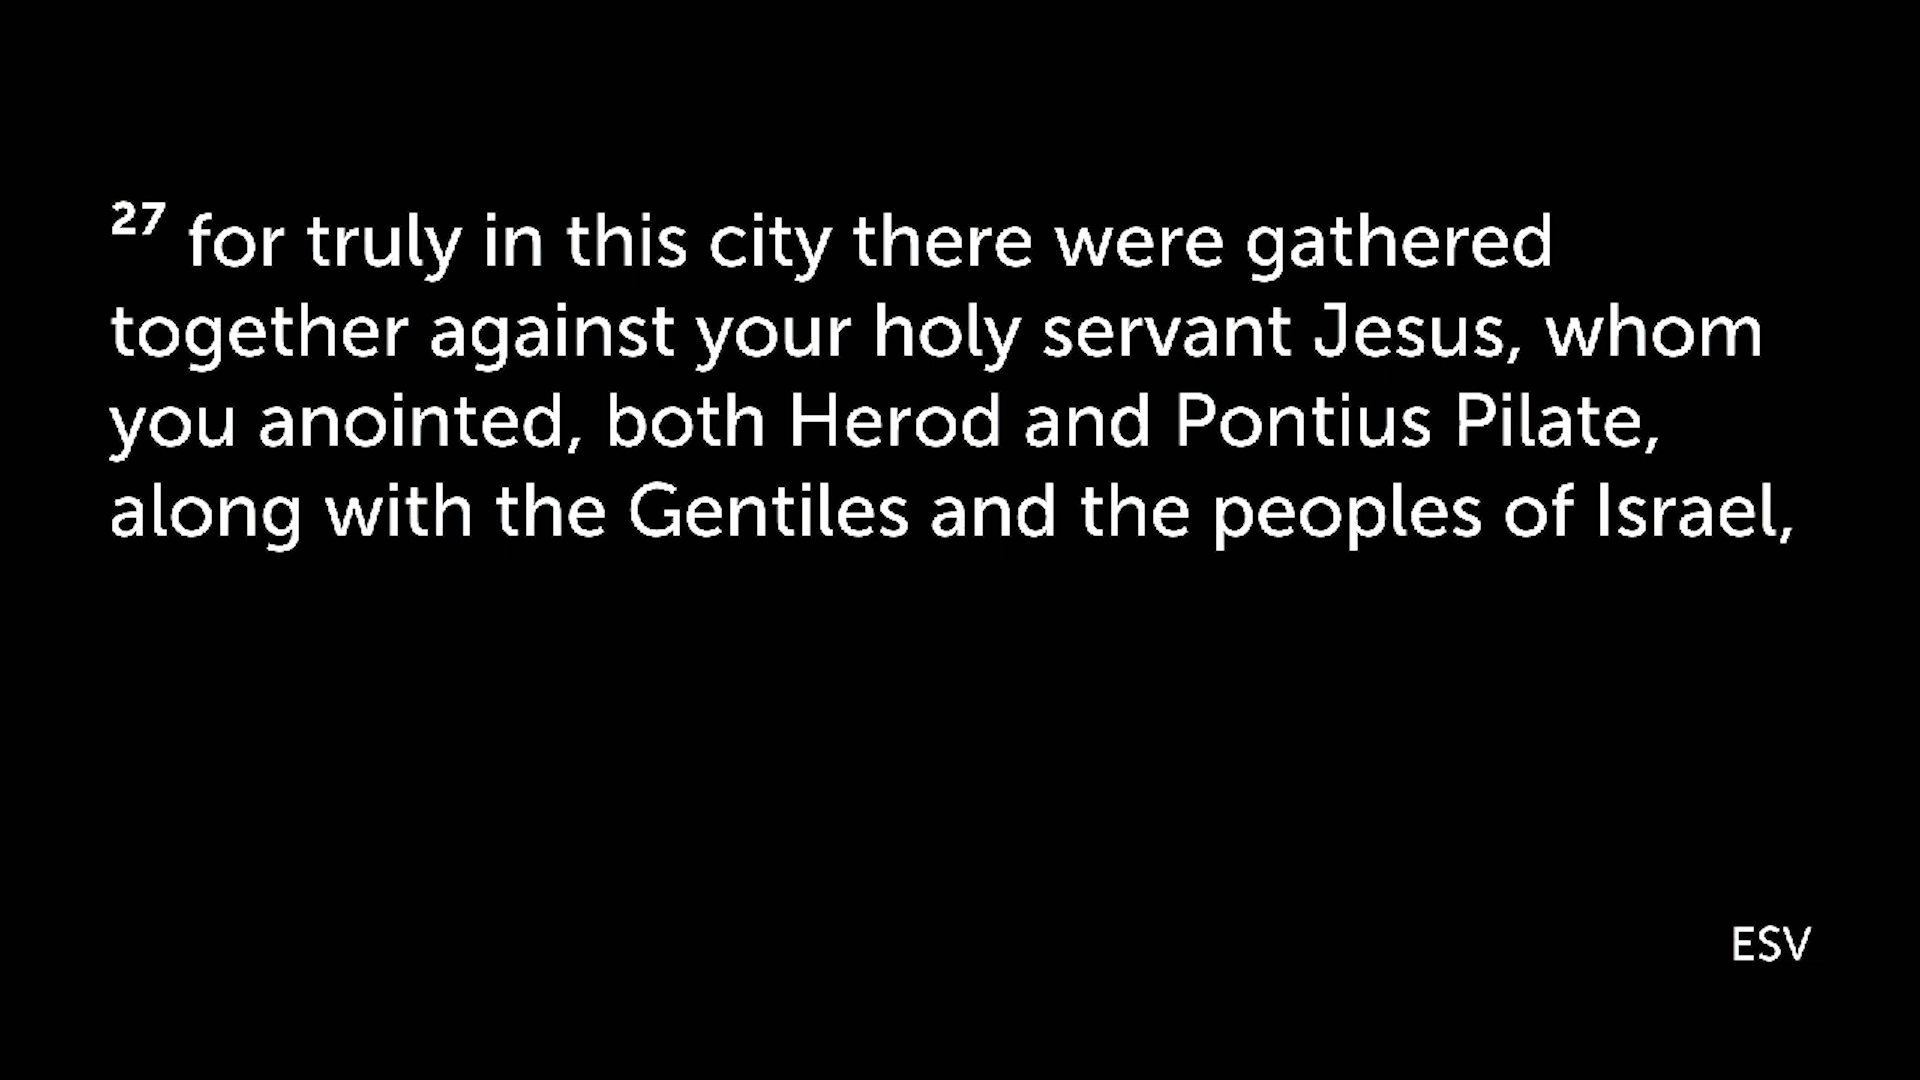 27 for truly in this city there were gathered
together against your holy servant Jesus, whom
you anointed, both Herod and Pontius Pilate,
along with the Gentiles and the peoples of Israel,
ESV